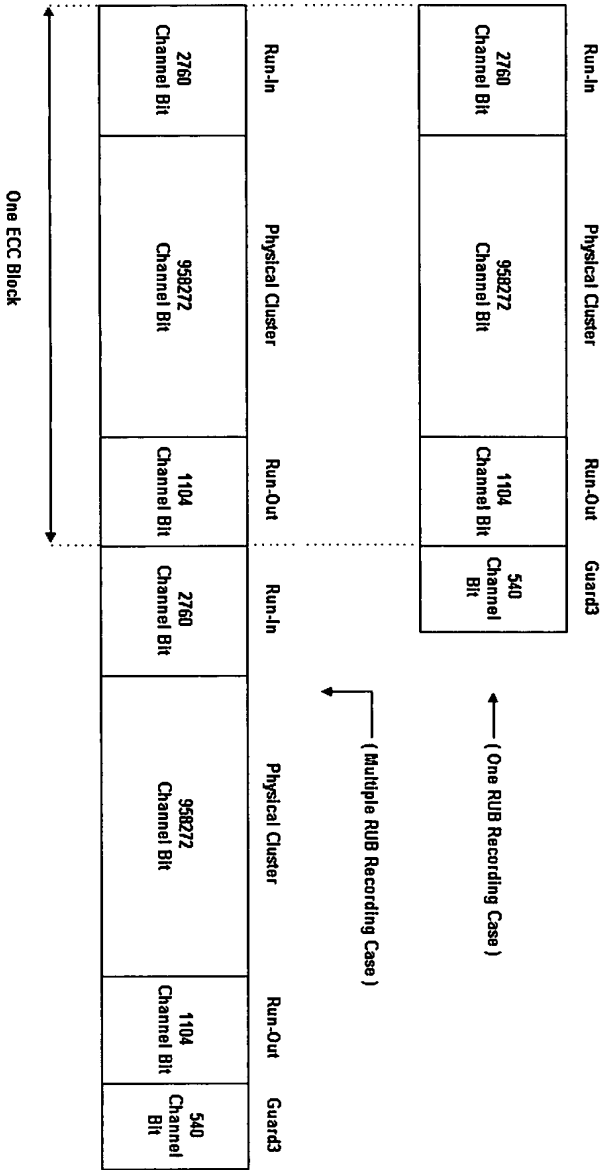 Run-In
Physical Cluster
Run-Out
Guard3
2760
Channel Bit
958272
Channel Bit
1104
Channel Bit
540
Channel
Bit
( One RUB Recording Case )
( Multiple RUB Recording Case )
Run-In
Physical Cluster
Run-Out
Run-In
Physical Cluster
Run-Out
Guard3
2760
Channel Bit
958272
Channel Bit
1104
Channel Bit
2760
Channel Bit
958272
Channel Bit
1104
Channel Bit
540
Channel
Bit
One ECC Block